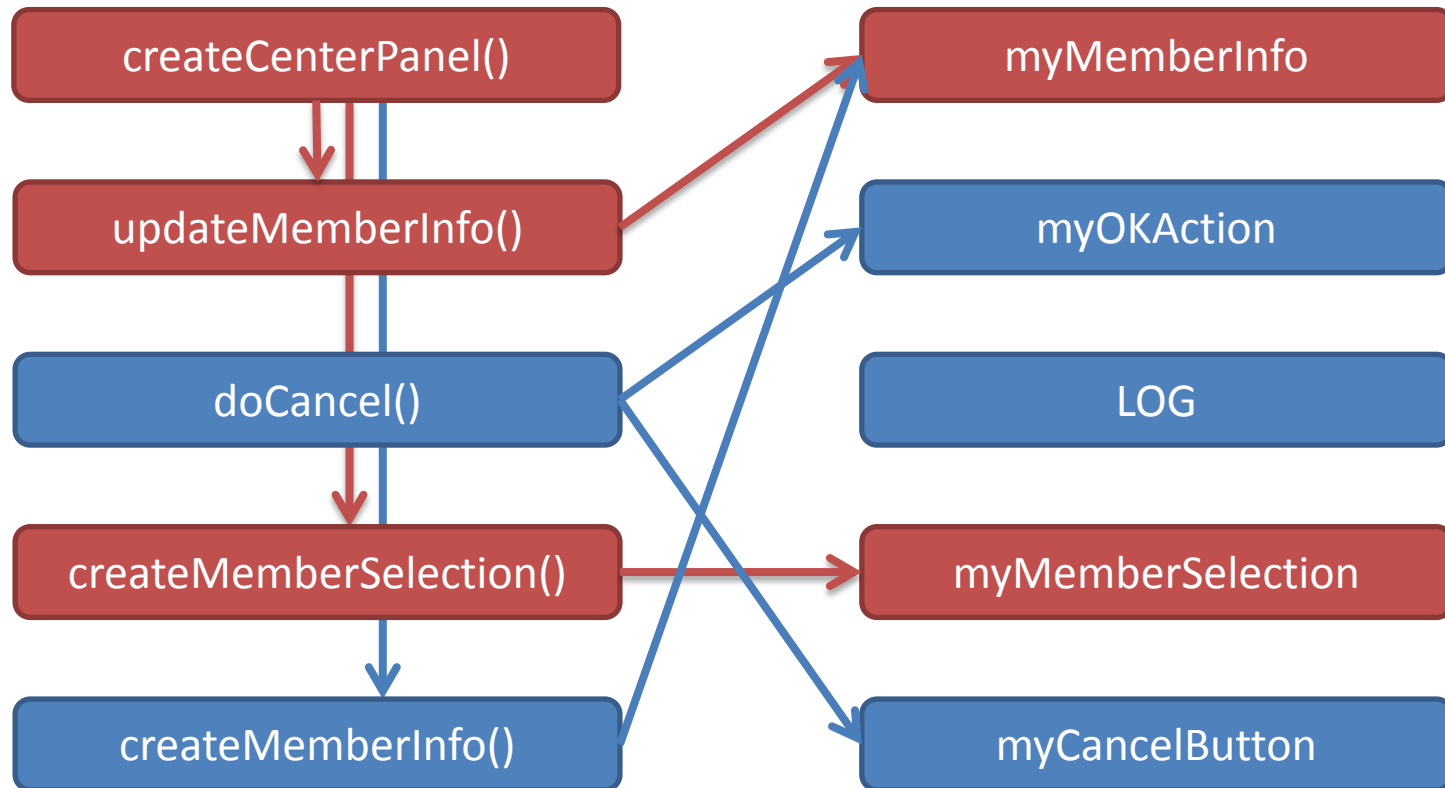 createCenterPanel()
myMemberInfo
updateMemberInfo()
myOKAction
doCancel()
LOG
createMemberSelection()
myMemberSelection
createMemberInfo()
myCancelButton